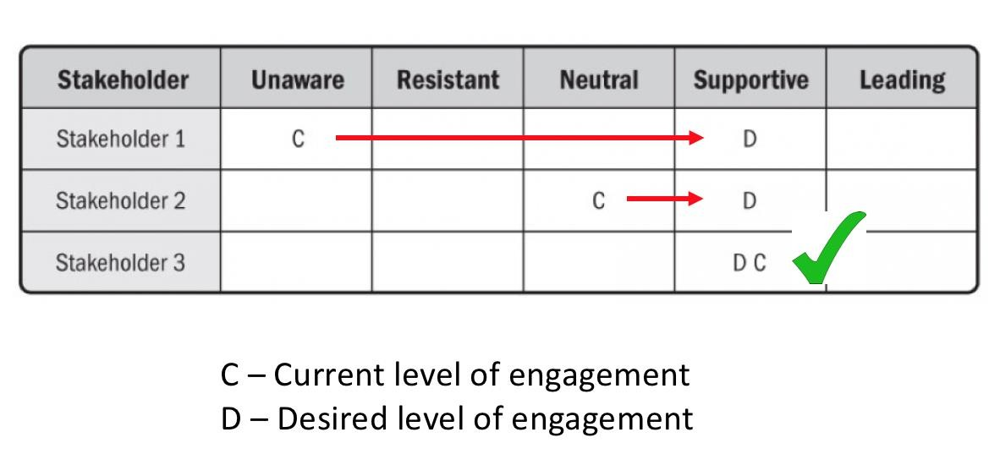 Stakeholder Unaware Resistant Neutral Supportive Leading
Stakeholder 1 C D
Stakeholder 2 C D
Stakeholder 3 D C
C – Current level of engagement
D – Desired level of engagement